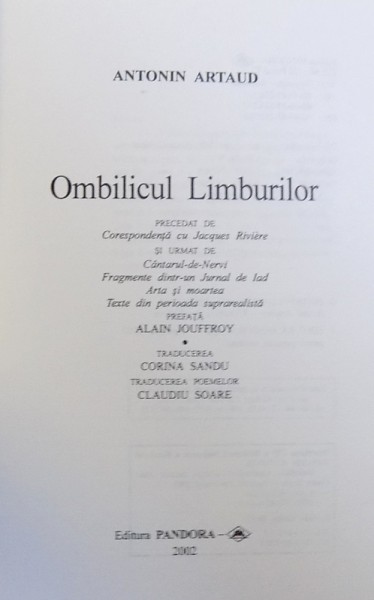 ANTONIN ARTAUD
Ombilicul Limburilor
PRECEDAT DE
Corespondență cu Jacques Rivière
ȘI URMAT DE
Cântarul-de-Nervi
Fragmente dintr-un Jurnal de Iad
Arta și moartea
Texte din perioada suprarealistă
PREFAȚĂ
ALAIN JOUFFROY
•
TRADUCEREA
CORINA SANDU
TRADUCEREA POEMELOR
CLAUDIU SOARE
Editura PANDORA –
2002